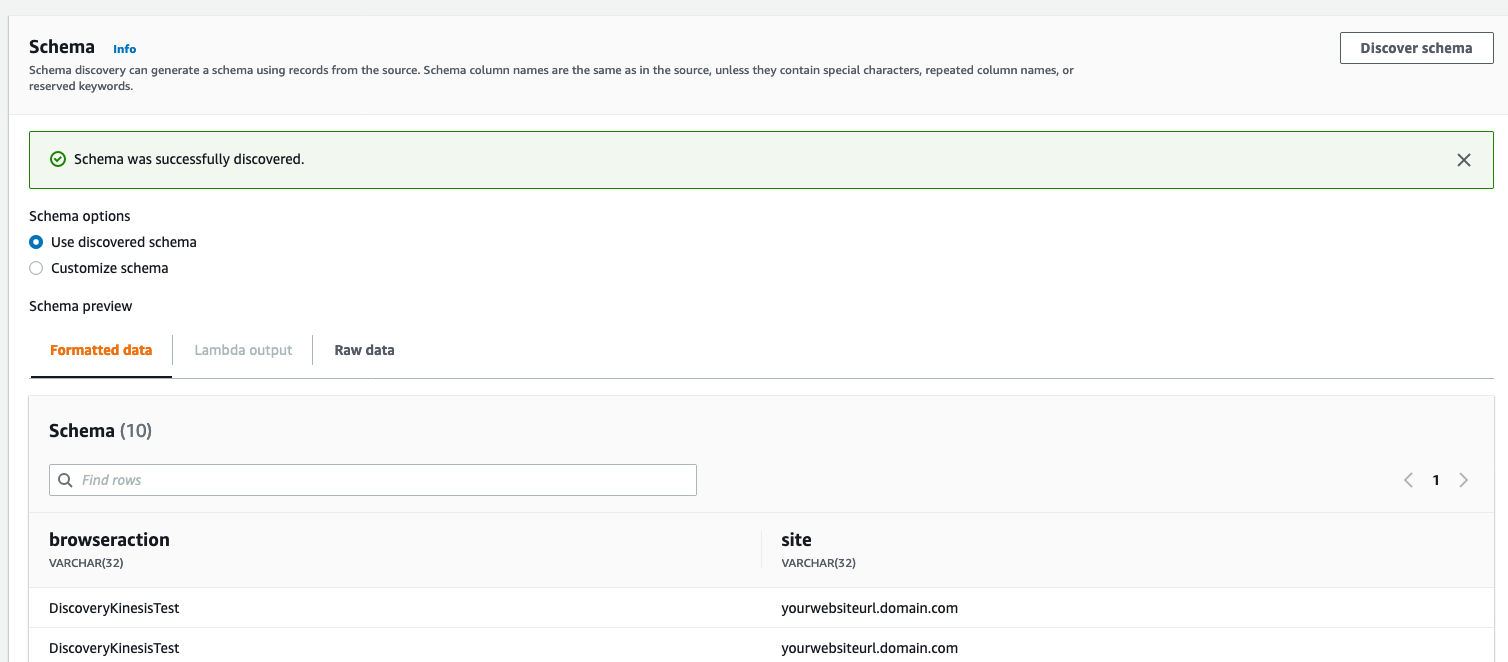 Schema Info
Discover schema
Schema discovery can generate a schema using records from the source. Schema column names are the same as in the source, unless they contain special characters, repeated column names, or
reserved keywords.
Schema was successfully discovered.
Schema options
Use discovered schema
Customize schema
Schema preview
Formatted data Lambda output Raw data
Schema (10)
Find rows
1
browseraction site
VARCHAR(32) VARCHAR(32)
DiscoveryKinesisTest yourwebsiteurl.domain.com
DiscoveryKinesisTest yourwebsiteurl.domain.com